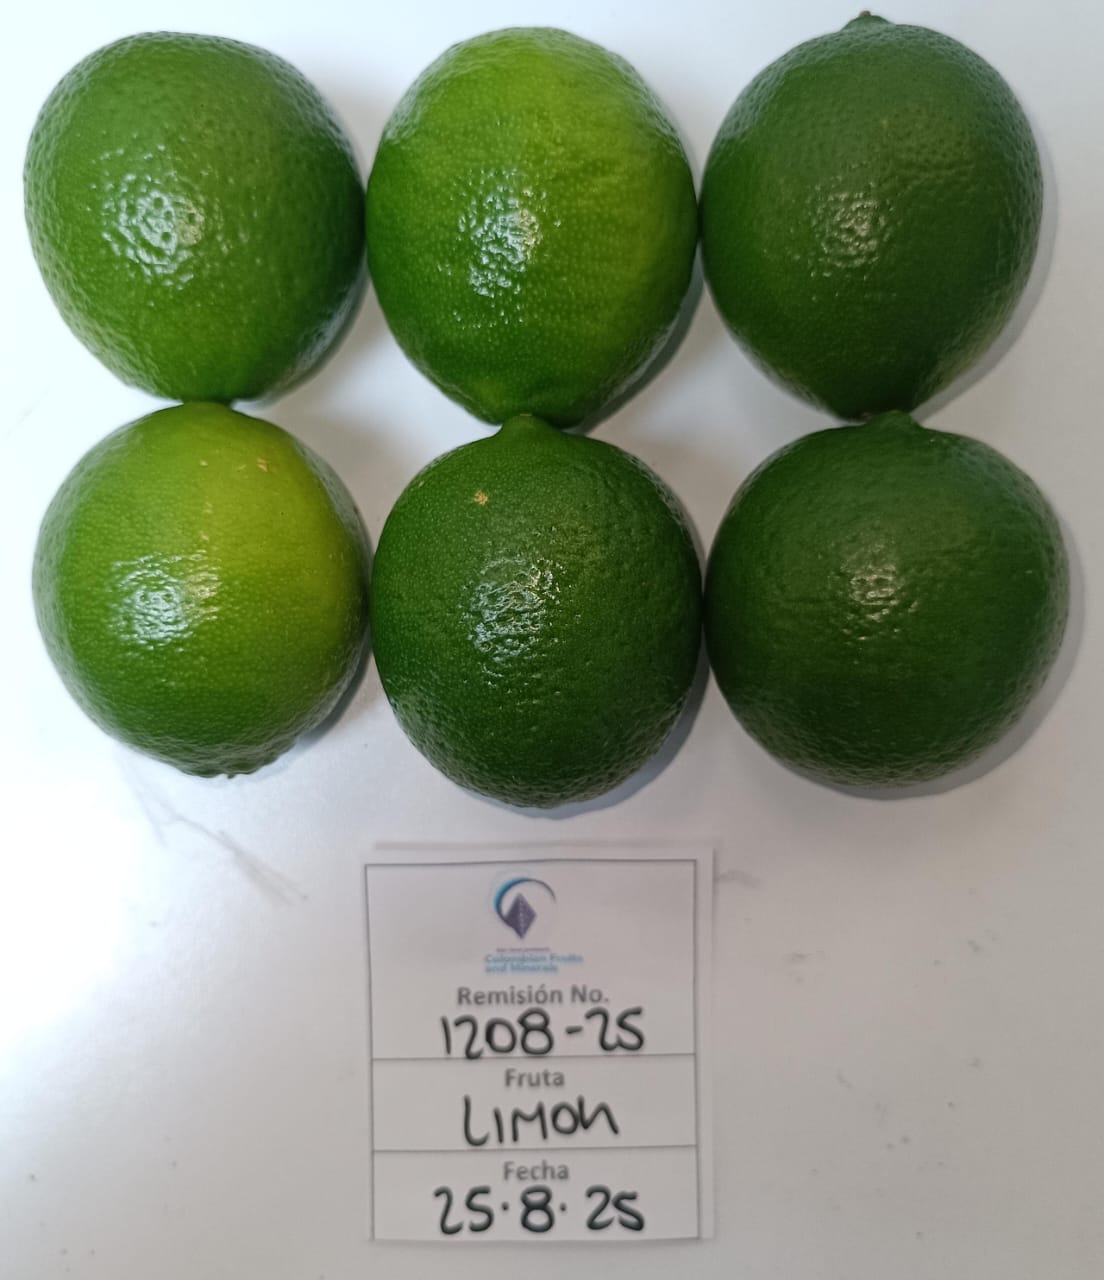 Colombian Fruits
and Minerals
Remisión No.
1208-25
Fruta
LIMON
Fecha
25.8.25